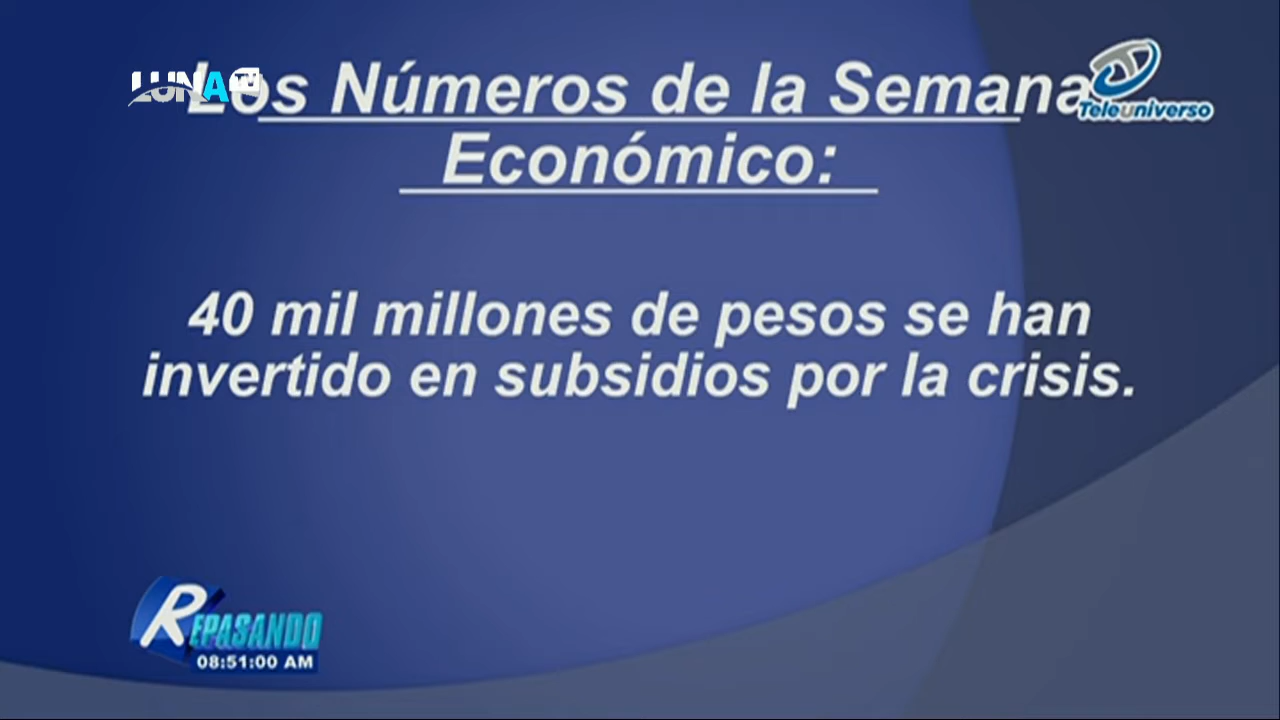 LUNA TV
Los Números de la Semana
Teleuniverso
Económico:
40 mil millones de pesos se han
invertido en subsidios por la crisis.
REPASANDO
08:51:00 AM